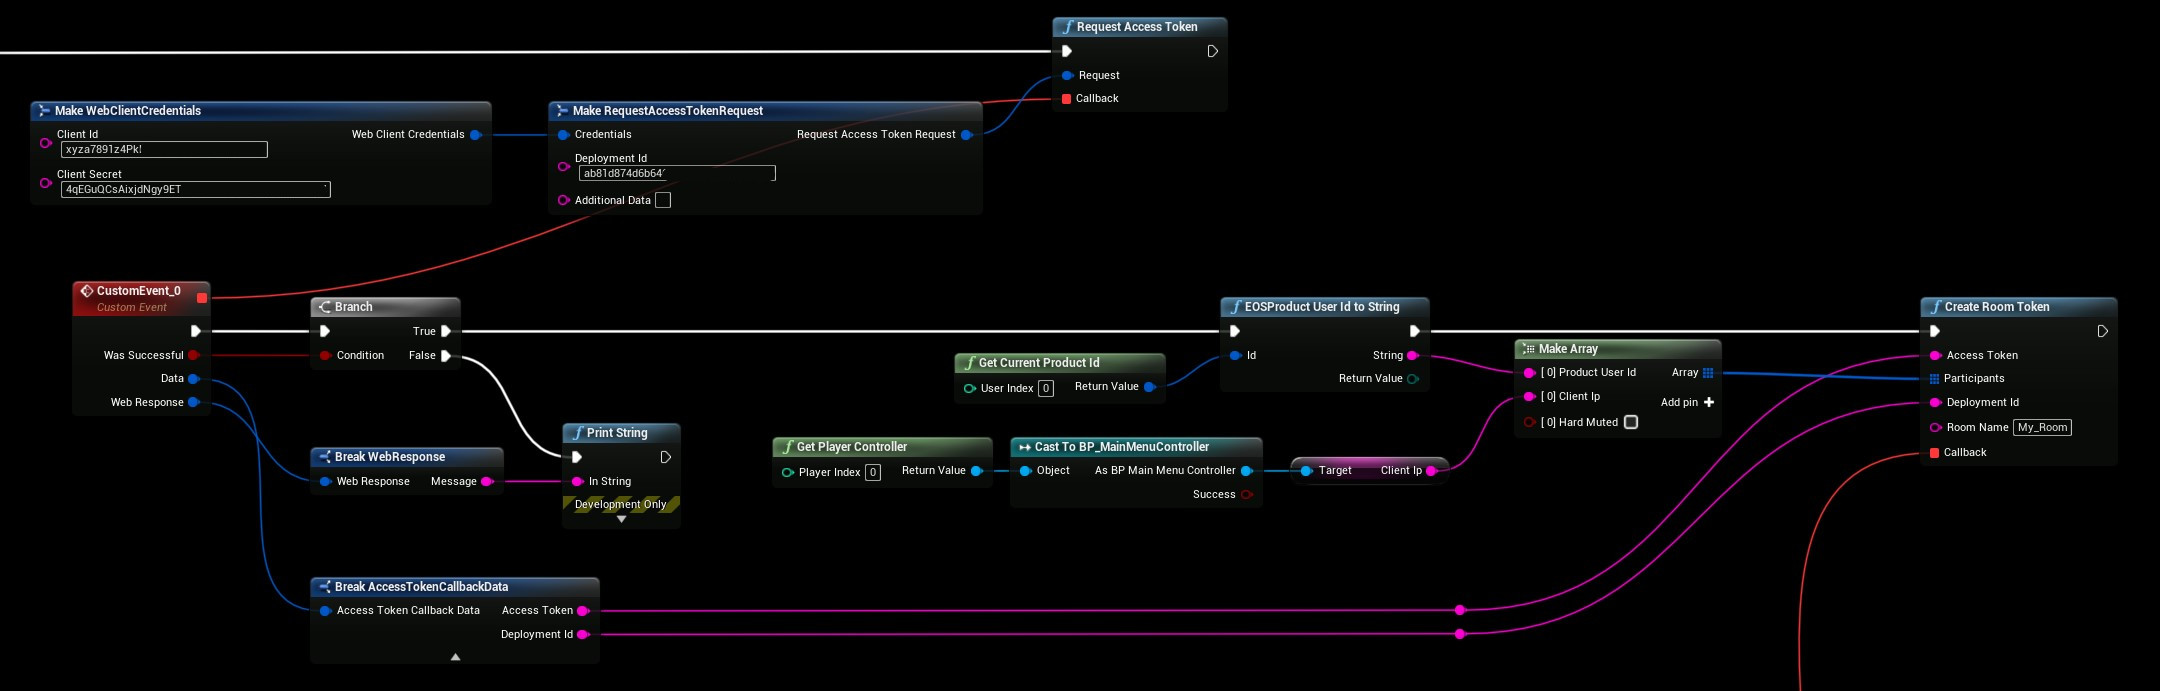 Request Access Token
Request
Callback
Make WebClientCredentials
Client Id
xyza7891z4Pk!
Client Secret
4qEGuQCsAixjdNgy9ET
Web Client Credentials
Make RequestAccessTokenRequest
Credentials
Request Access Token Request
Deployment Id
ab81d874d6b64
Additional Data
CustomEvent_0
Custom Event
Was Successful
Data
Web Response
Branch
True
Condition
False
Print String
In String
Development Only
Break WebResponse
Web Response
Message
Break AccessTokenCallbackData
Access Token Callback Data
Access Token
Deployment Id
Get Current Product Id
User Index 0
Return Value
EOSProduct User Id to String
Id
String
Return Value
Get Player Controller
Player Index 0
Return Value
Cast To BP_MainMenuController
Object
As BP Main Menu Controller
Success
Target
Client Ip
Make Array
[ 0] Product User Id
Array
[ 0] Client Ip
Add pin
[ 0] Hard Muted
Create Room Token
Access Token
Participants
Deployment Id
Room Name My_Room
Callback